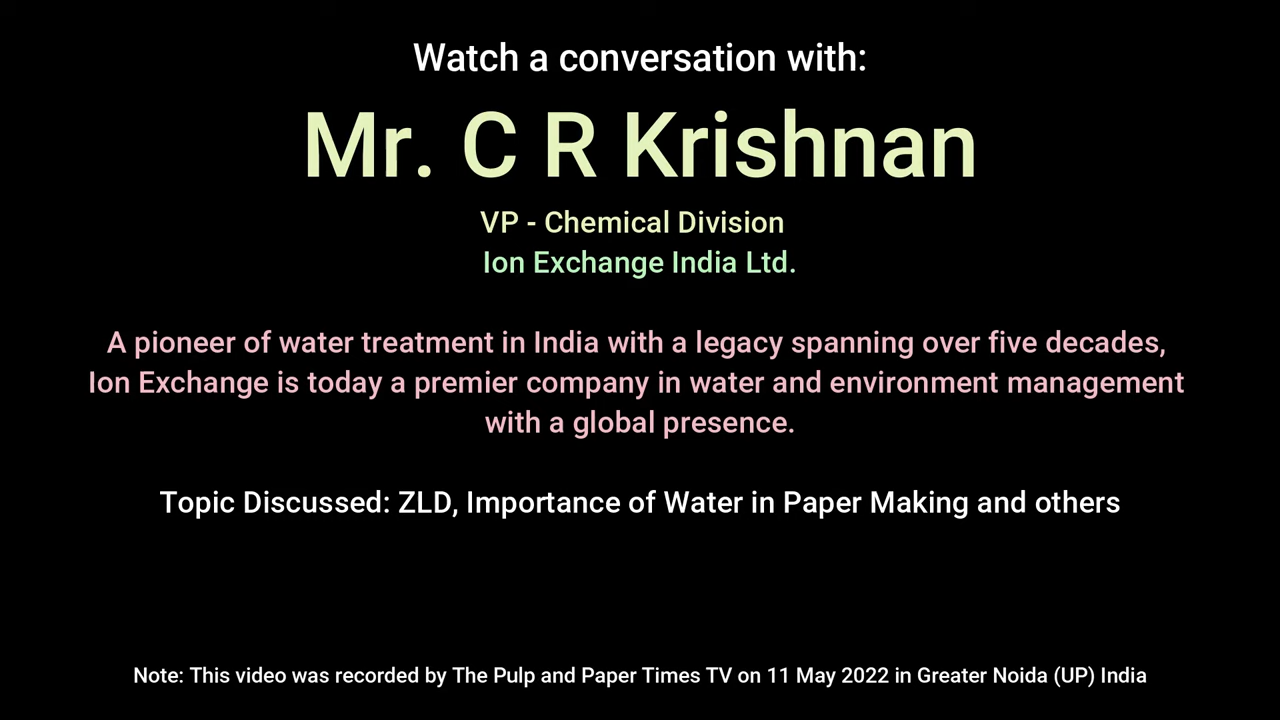 Watch a conversation with:
Mr. C R Krishnan
VP - Chemical Division
Ion Exchange India Ltd.
A pioneer of water treatment in India with a legacy spanning over five decades,
Ion Exchange is today a premier company in water and environment management
with a global presence.
Topic Discussed: ZLD, Importance of Water in Paper Making and others
Note: This video was recorded by The Pulp and Paper Times TV on 11 May 2022 in Greater Noida (UP) India